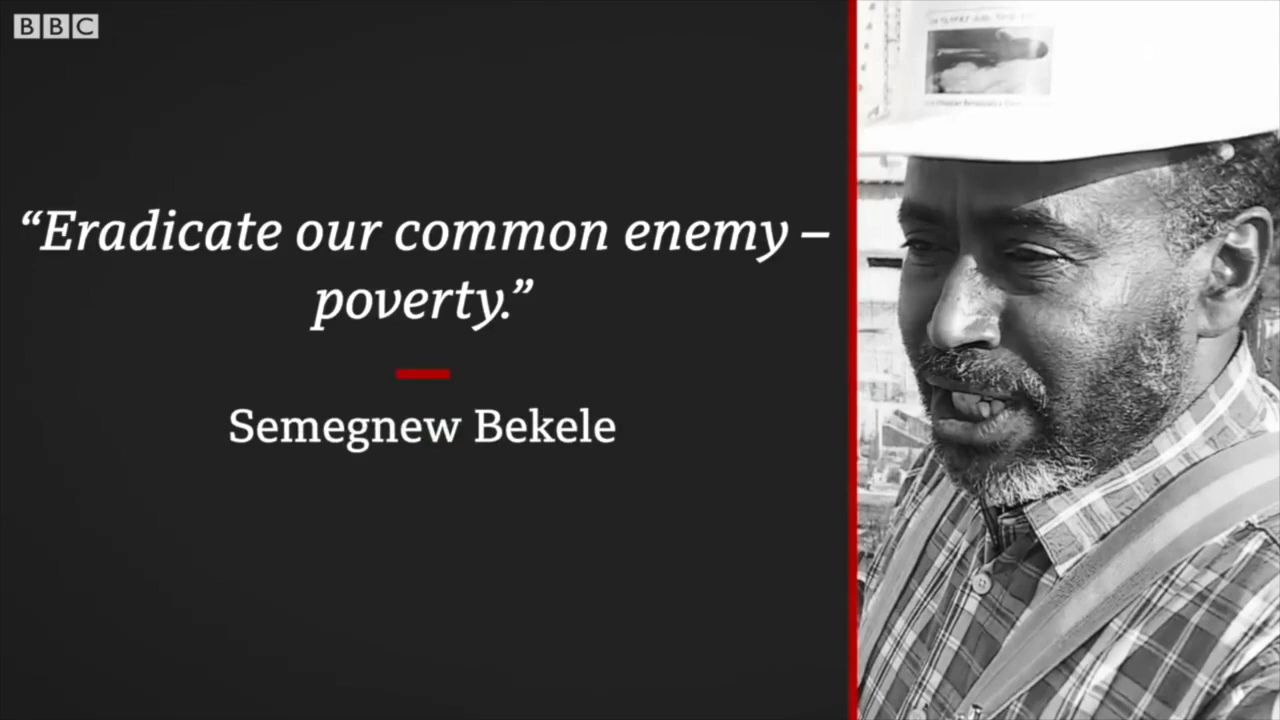 BBC
“Eradicate our common enemy –
poverty.”
Semegnew Bekele